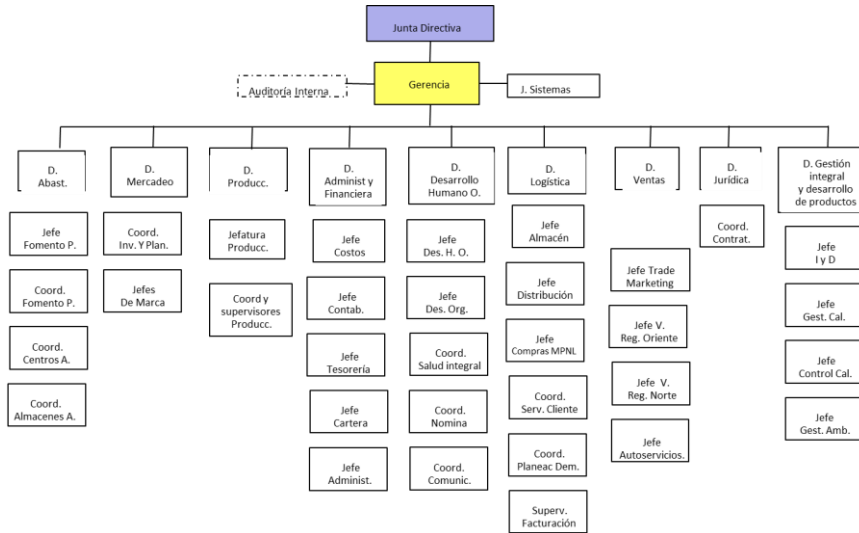 Junta Directiva
Gerencia
Auditoría Interna
J. Sistemas
D.
Abast.
D.
Mercadeo
D.
Producc.
D.
Administ y
Financiera
D.
Desarrollo
Humano O.
D.
Logística
D.
Ventas
D.
Jurídica
D. Gestión
integral
y desarrollo
de productos
Jefe
Fomento P.
Coord.
Fomento P.
Coord.
Centros A.
Coord.
Almacenes A.
Coord.
Inv. Y Plan.
Jefes
De Marca
Jefatura
Producc.
Coord y
supervisores
Producc.
Jefe
Costos
Jefe
Contab.
Jefe
Tesorería
Jefe
Cartera
Jefe
Administ.
Jefe
Des. H. O.
Jefe
Des. Org.
Coord.
Salud integral
Coord.
Nomina
Coord.
Comunic.
Jefe
Almacén
Jefe
Distribución
Jefe
Compras MPNL
Coord.
Serv. Cliente
Coord.
Planeac Dem.
Superv.
Facturación
Jefe Trade
Marketing
Jefe V.
Reg. Oriente
Jefe V.
Reg. Norte
Jefe
Autoservicios.
Coord.
Contrat.
Jefe
I y D
Jefe
Gest. Cal.
Jefe
Control Cal.
Jefe
Gest. Amb.